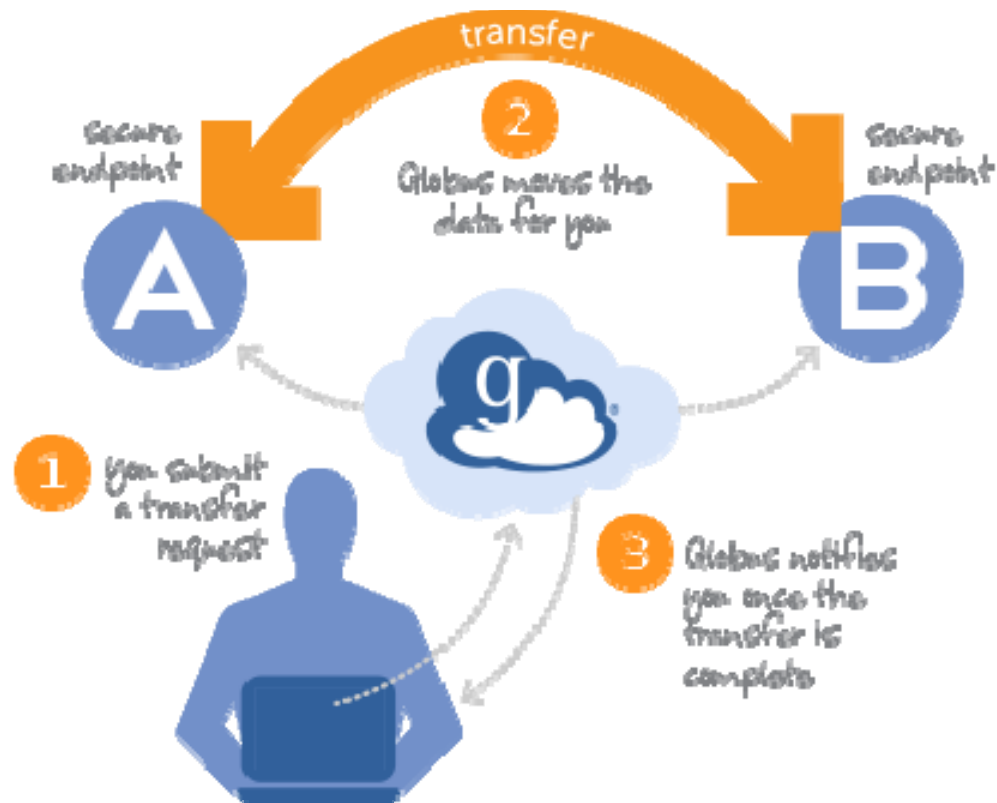 transfer
2
secure
endpoint
secure
endpoint
Globus moves the
data for you
A
B
g
®
1
you submit
a transfer
request
3
Globus notifies
you once the
transfer is
complete